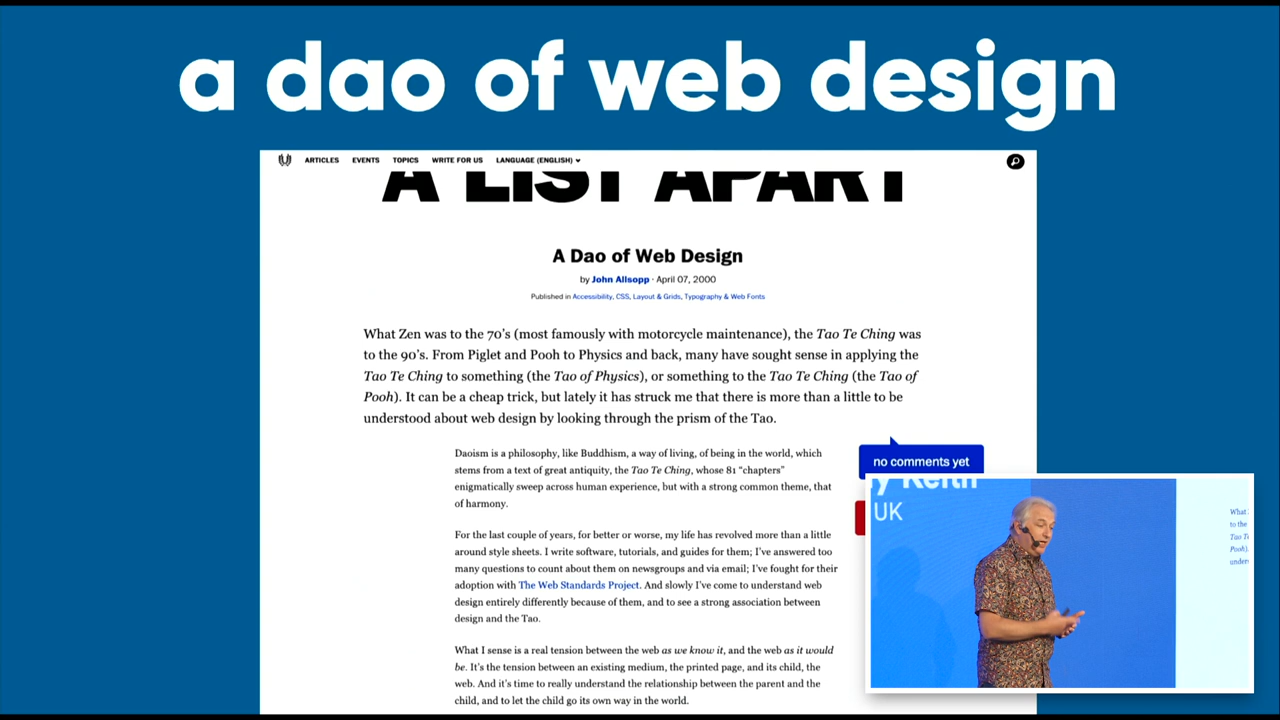 a dao of web design
ARTICLES EVENTS TOPICS WRITE FOR US LANGUAGE (ENGLISH)
A LIST APART
A Dao of Web Design
by John Allsopp · April 07, 2000
Published in Accessibility, CSS, Layout & Grids, Typography & Web Fonts
What Zen was to the 70’s (most famously with motorcycle maintenance), the Tao Te Ching was
to the 90’s. From Piglet and Pooh to Physics and back, many have sought sense in applying the
Tao Te Ching to something (the Tao of Physics), or something to the Tao Te Ching (the Tao of
Pooh). It can be a cheap trick, but lately it has struck me that there is more than a little to be
understood about web design by looking through the prism of the Tao.
Daoism is a philosophy, like Buddhism, a way of living, of being in the world, which
stems from a text of great antiquity, the Tao Te Ching, whose 81 “chapters”
enigmatically sweep across human experience, but with a strong common theme, that
of harmony.
For the last couple of years, for better or worse, my life has revolved more than a little
around style sheets. I write software, tutorials, and guides for them; I’ve answered too
many questions to count about them on newsgroups and via email; I’ve fought for their
adoption with The Web Standards Project. And slowly I’ve come to understand web
design entirely differently because of them, and to see a strong association between
design and the Tao.
What I sense is a real tension between the web as we know it, and the web as it would
be. It’s the tension between an existing medium, the printed page, and its child, the
web. And it’s time to really understand the relationship between the parent and the
child, and to let the child go its own way in the world.
no comments yet
y Keith
UK
What
to the
Tao Te
Pooh).
under